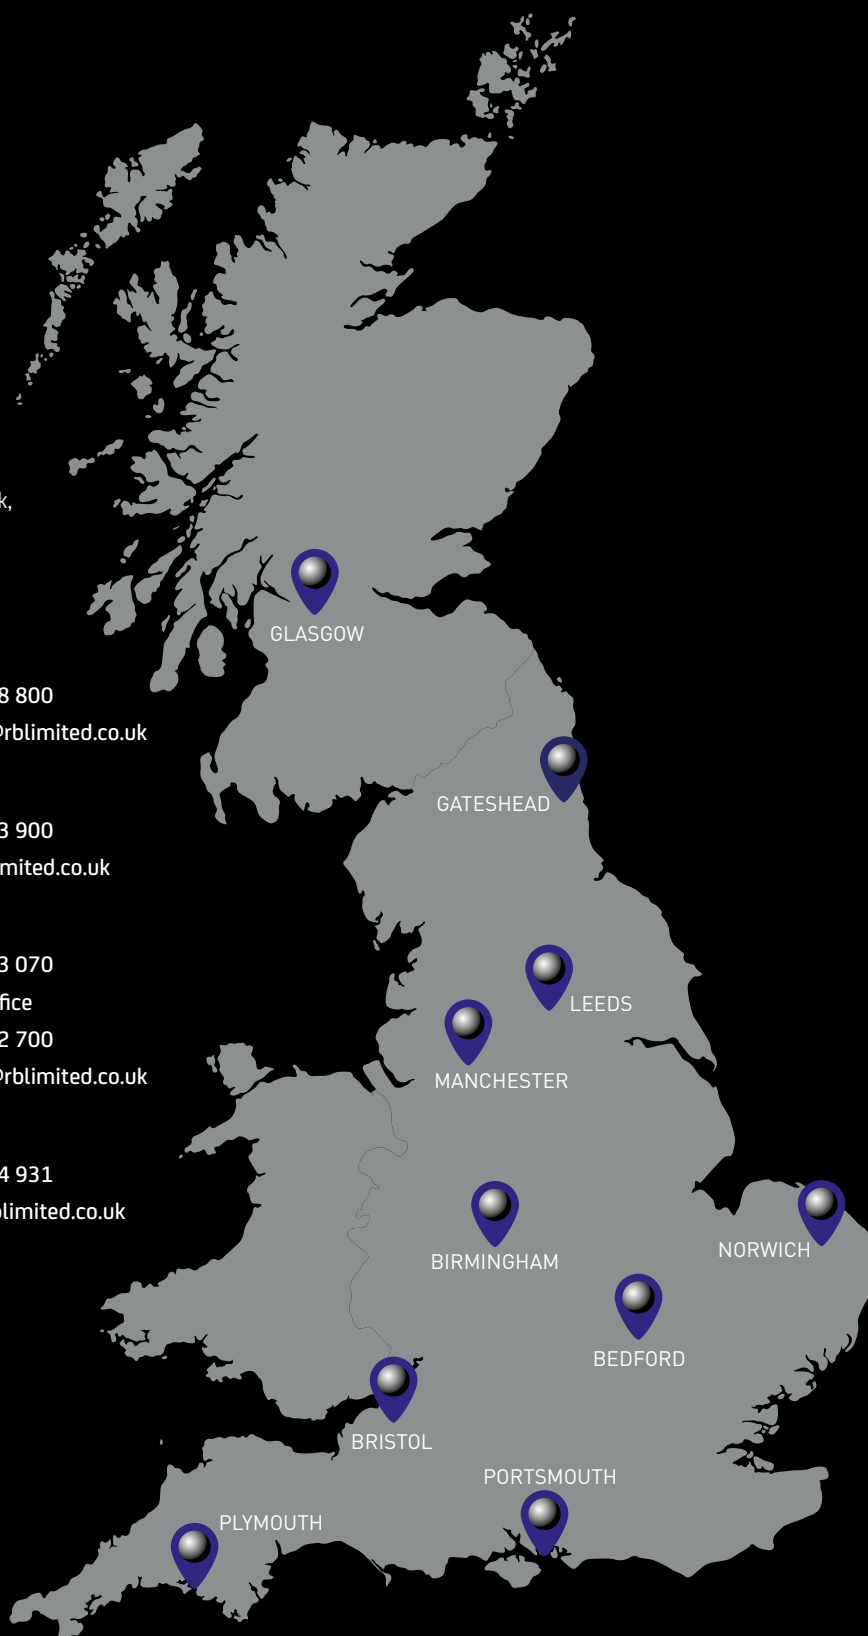 k,
8 800
@rblimited.co.uk
3 900
mited.co.uk
3 070
fice
2 700
@rblimited.co.uk
4 931
limited.co.uk
GLASGOW
GATESHEAD
LEEDS
MANCHESTER
BIRMINGHAM
NORWICH
BEDFORD
BRISTOL
PORTSMOUTH
PLYMOUTH